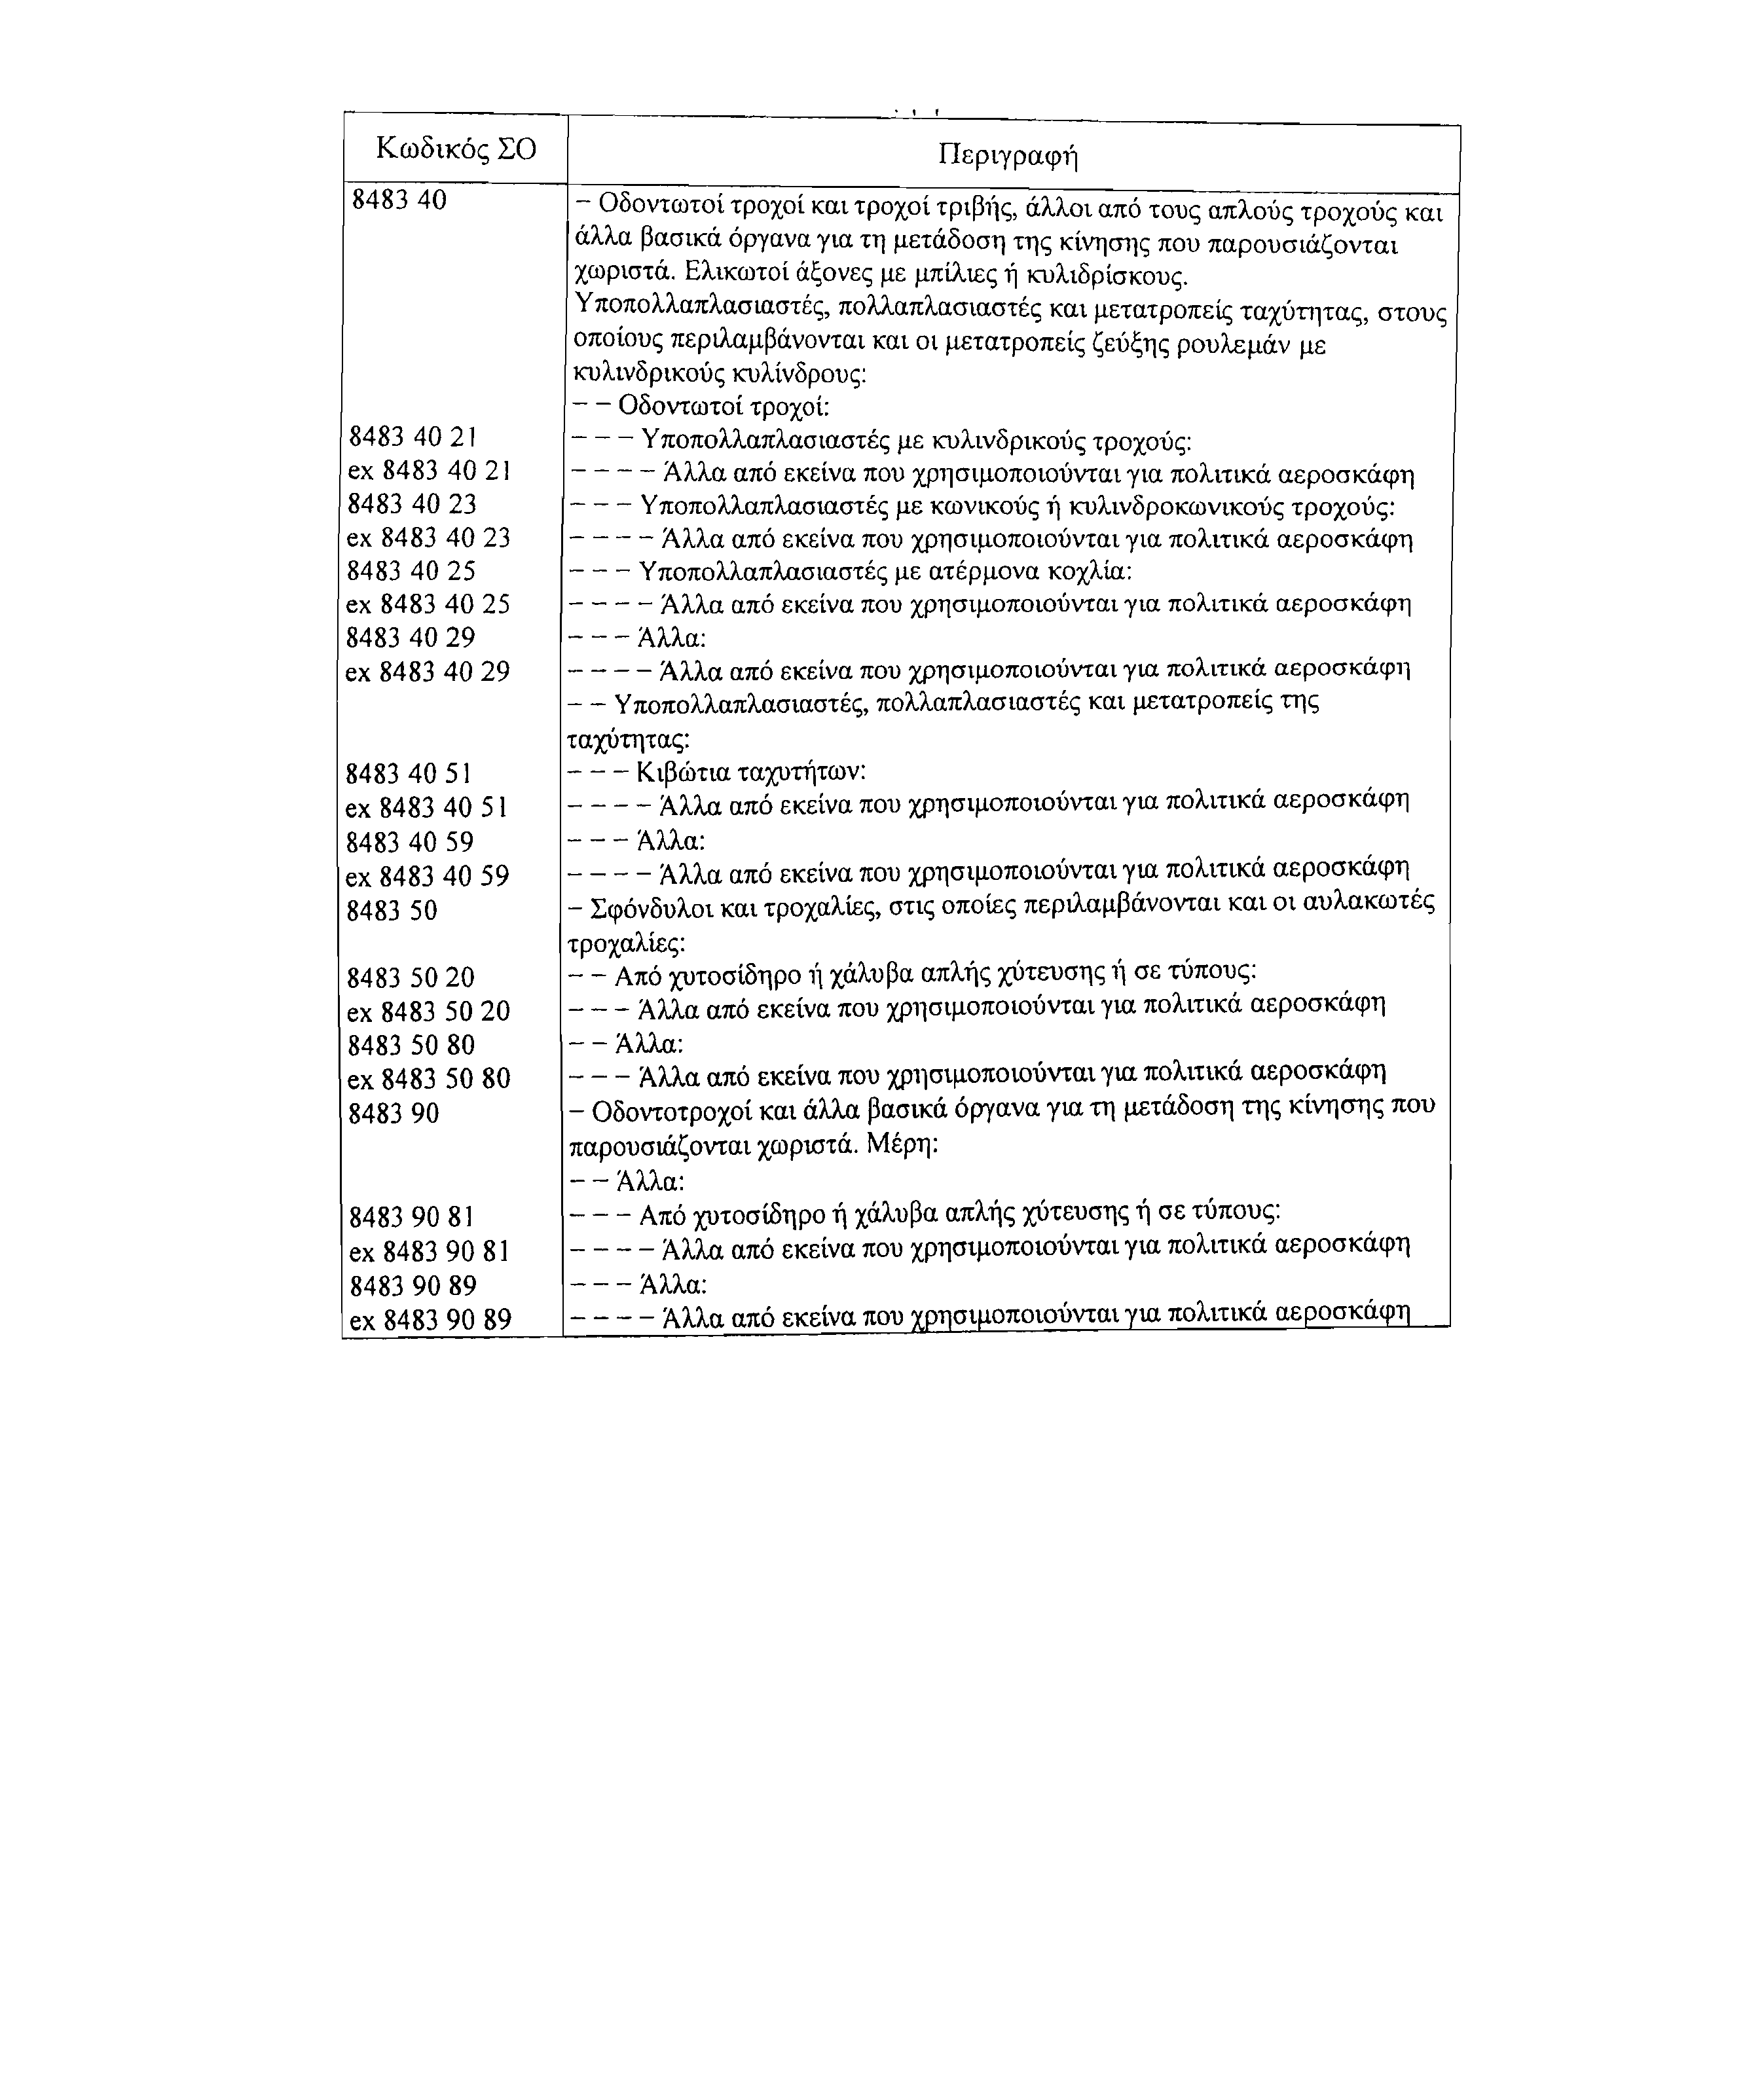 Κωδικός ΣΟ
Περιγραφή
8483 40
– Οδοντωτοί τροχοί και τροχοί τριβής, άλλοι από τους απλούς τροχούς και
άλλα βασικά όργανα για τη μετάδοση της κίνησης που παρουσιάζονται
χωριστά. Ελικωτοί άξονες με μπίλιες ή κυλιδρίσκους.
Υποπολλαπλασιαστές, πολλαπλασιαστές και μετατροπείς ταχύτητας, στους
οποίους περιλαμβάνονται και οι μετατροπείς ζεύξης ρουλεμάν με
κυλινδρικούς κυλίνδρους:
– – Οδοντωτοί τροχοί:
8483 40 21 – – – Υποπολλαπλασιαστές με κυλινδρικούς τροχούς:
ex 8483 40 21 – – – – Άλλα από εκείνα που χρησιμοποιούνται για πολιτικά αεροσκάφη
8483 40 23 – – – Υποπολλαπλασιαστές με κωνικούς ή κυλινδροκωνικούς τροχούς:
ex 8483 40 23 – – – – Άλλα από εκείνα που χρησιμοποιούνται για πολιτικά αεροσκάφη
8483 40 25 – – – Υποπολλαπλασιαστές με ατέρμονα κοχλία:
ex 8483 40 25 – – – – Άλλα από εκείνα που χρησιμοποιούνται για πολιτικά αεροσκάφη
8483 40 29 – – – Άλλα:
ex 8483 40 29 – – – – Άλλα από εκείνα που χρησιμοποιούνται για πολιτικά αεροσκάφη
– – Υποπολλαπλασιαστές, πολλαπλασιαστές και μετατροπείς της
ταχύτητας:
8483 40 51 – – – Κιβώτια ταχυτήτων:
ex 8483 40 51 – – – – Άλλα από εκείνα που χρησιμοποιούνται για πολιτικά αεροσκάφη
8483 40 59 – – – Άλλα:
ex 8483 40 59 – – – – Άλλα από εκείνα που χρησιμοποιούνται για πολιτικά αεροσκάφη
8483 50 – Σφόνδυλοι και τροχαλίες, στις οποίες περιλαμβάνονται και οι αυλακωτές
τροχαλίες:
8483 50 20 – – Από χυτοσίδηρο ή χάλυβα απλής χύτευσης ή σε τύπους:
ex 8483 50 20 – – – Άλλα από εκείνα που χρησιμοποιούνται για πολιτικά αεροσκάφη
8483 50 80 – – Άλλα:
ex 8483 50 80 – – – Άλλα από εκείνα που χρησιμοποιούνται για πολιτικά αεροσκάφη
8483 90 – Οδοντοτροχοί και άλλα βασικά όργανα για τη μετάδοση της κίνησης που
παρουσιάζονται χωριστά. Μέρη:
– – Άλλα:
8483 90 81 – – – Από χυτοσίδηρο ή χάλυβα απλής χύτευσης ή σε τύπους:
ex 8483 90 81 – – – – Άλλα από εκείνα που χρησιμοποιούνται για πολιτικά αεροσκάφη
8483 90 89 – – – Άλλα:
ex 8483 90 89 – – – – Άλλα από εκείνα που χρησιμοποιούνται για πολιτικά αεροσκάφη